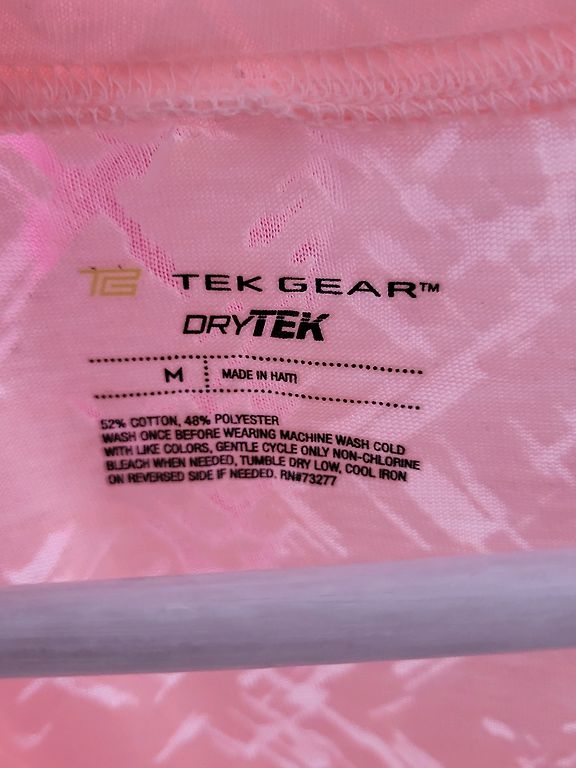 TG TEK GEAR™
DRYTEK
M MADE IN HAITI
52% COTTON, 48% POLYESTER
WASH ONCE BEFORE WEARING MACHINE WASH COLD
WITH LIKE COLORS, GENTLE CYCLE ONLY NON-CHLORINE
BLEACH WHEN NEEDED, TUMBLE DRY LOW, COOL IRON
ON REVERSED SIDE IF NEEDED. RN#73277